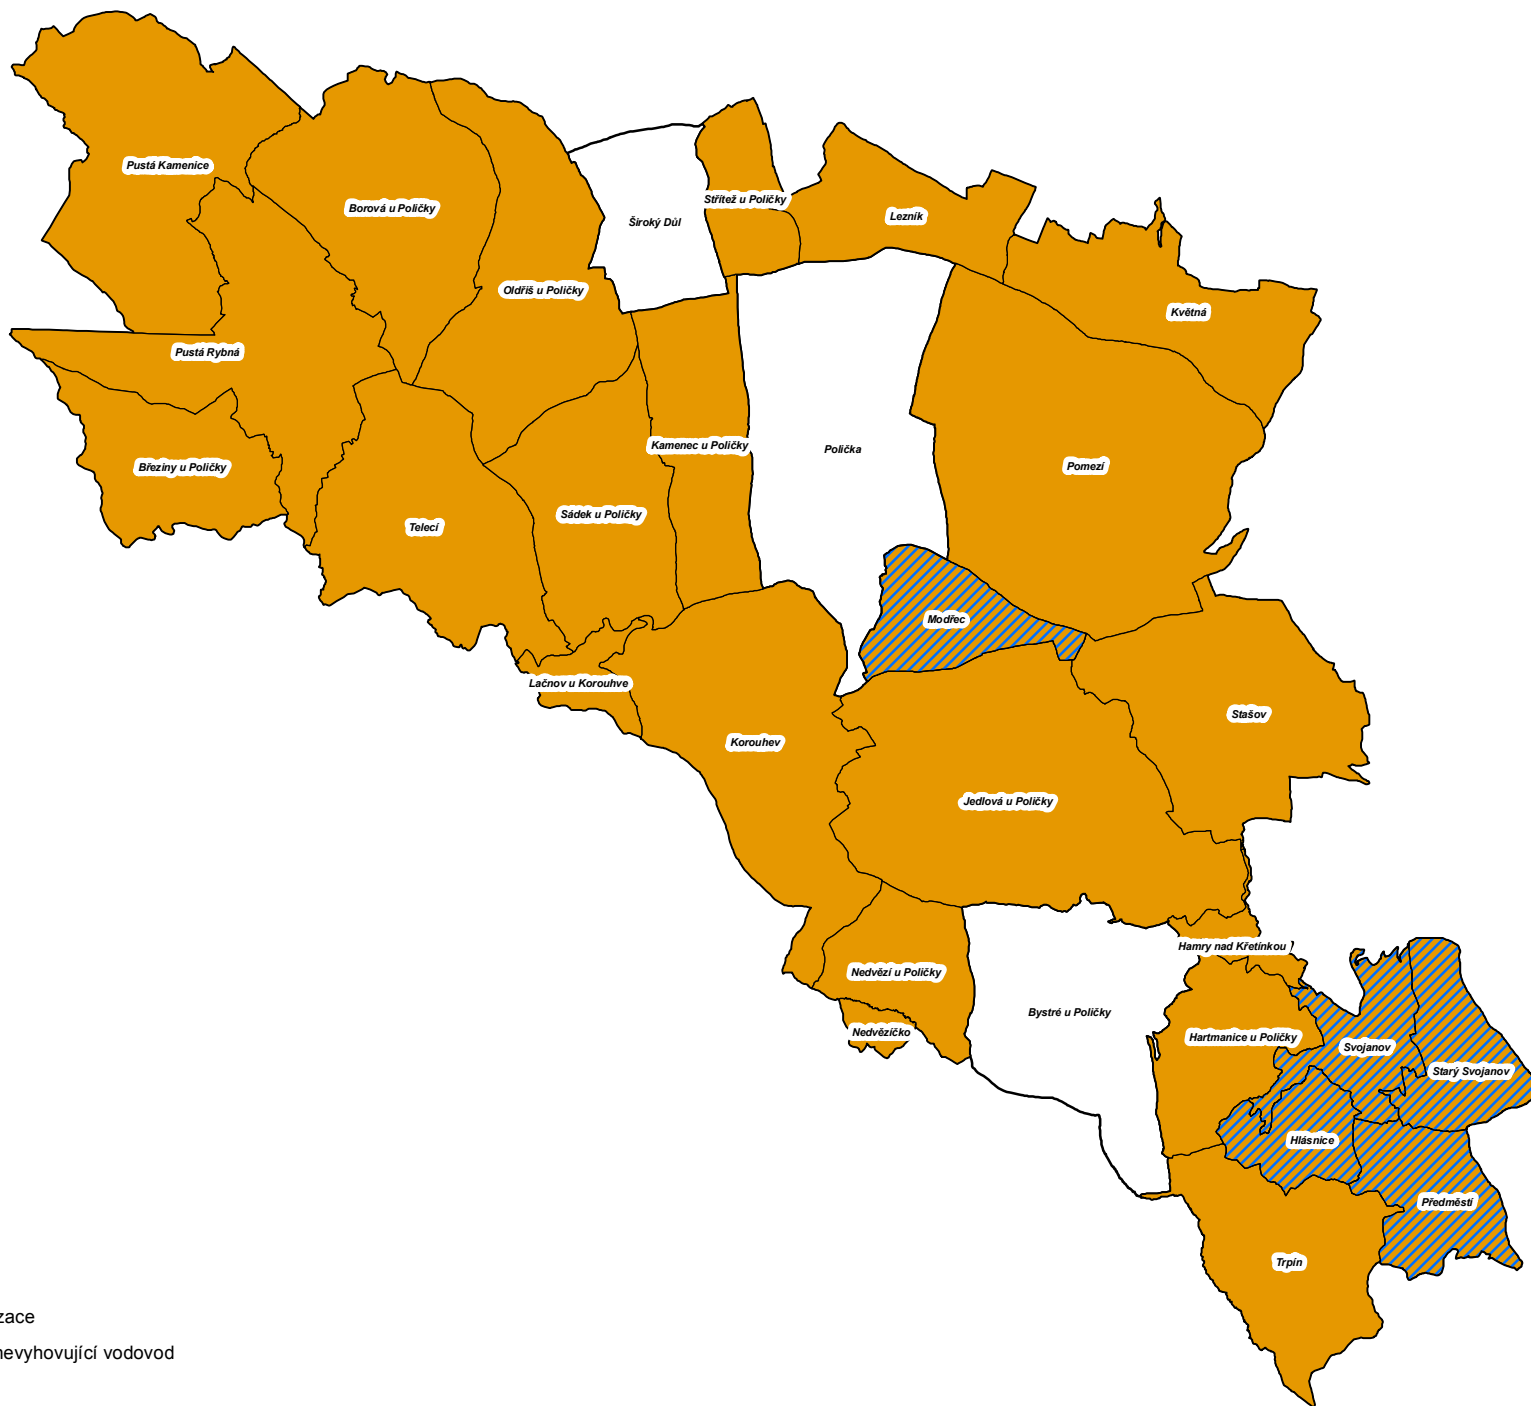 Pustá Kamenice
Borová u Poličky
Střítež u Poličky
Široký Důl
Lezník
Oldřiš u Poličky
Květná
Pustá Rybná
Kamenec u Poličky
Polička
Březiny u Poličky
Pomezí
Sádek u Poličky
Telecí
Modřec
Lačnov u Korouhve
Stašov
Korouhev
Jedlová u Poličky
Hamry nad Křetínkou
Nedvězí u Poličky
Bystré u Poličky
Nedvězíčko
Hartmanice u Poličky
Svojanov
Starý Svojanov
Hlásnice
Předměstí
Trpín
zace
nevyhovující vodovod